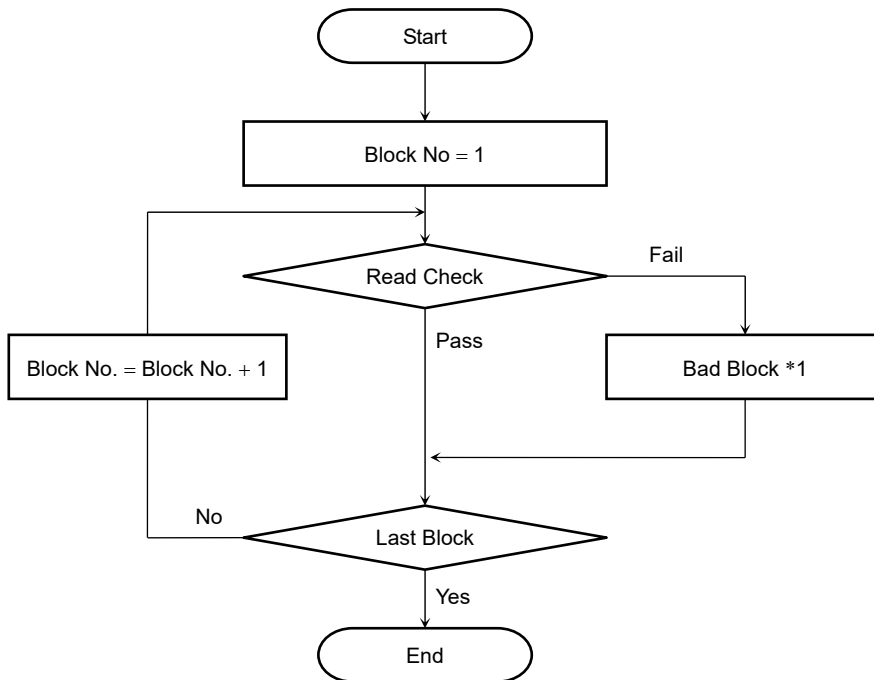 Start
Block No = 1
Read Check
Fail
Pass
Block No. = Block No. + 1
Bad Block *1
No
Last Block
Yes
End